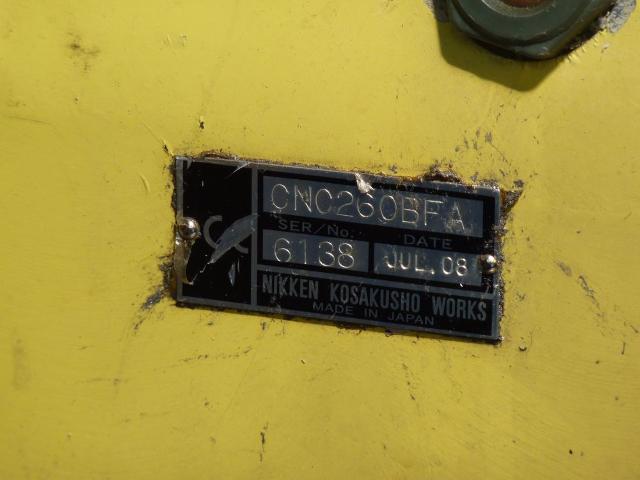 CNC260BFA
SER/No. DATE
6138 JUL.08
NIKKEN KOSAKUSHO WORKS
MADE IN JAPAN